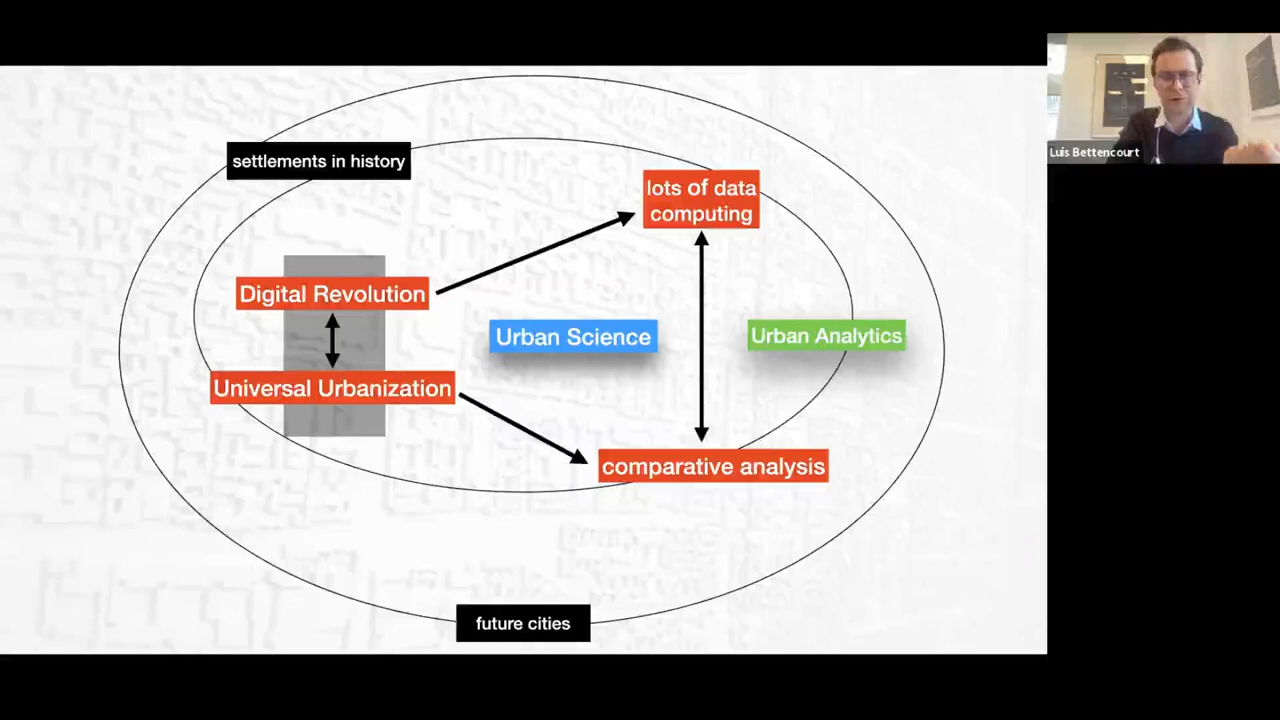 settlements in history
lots of data
computing
Luis Bettencourt
Digital Revolution
Urban Science
Urban Analytics
Universal Urbanization
comparative analysis
future cities